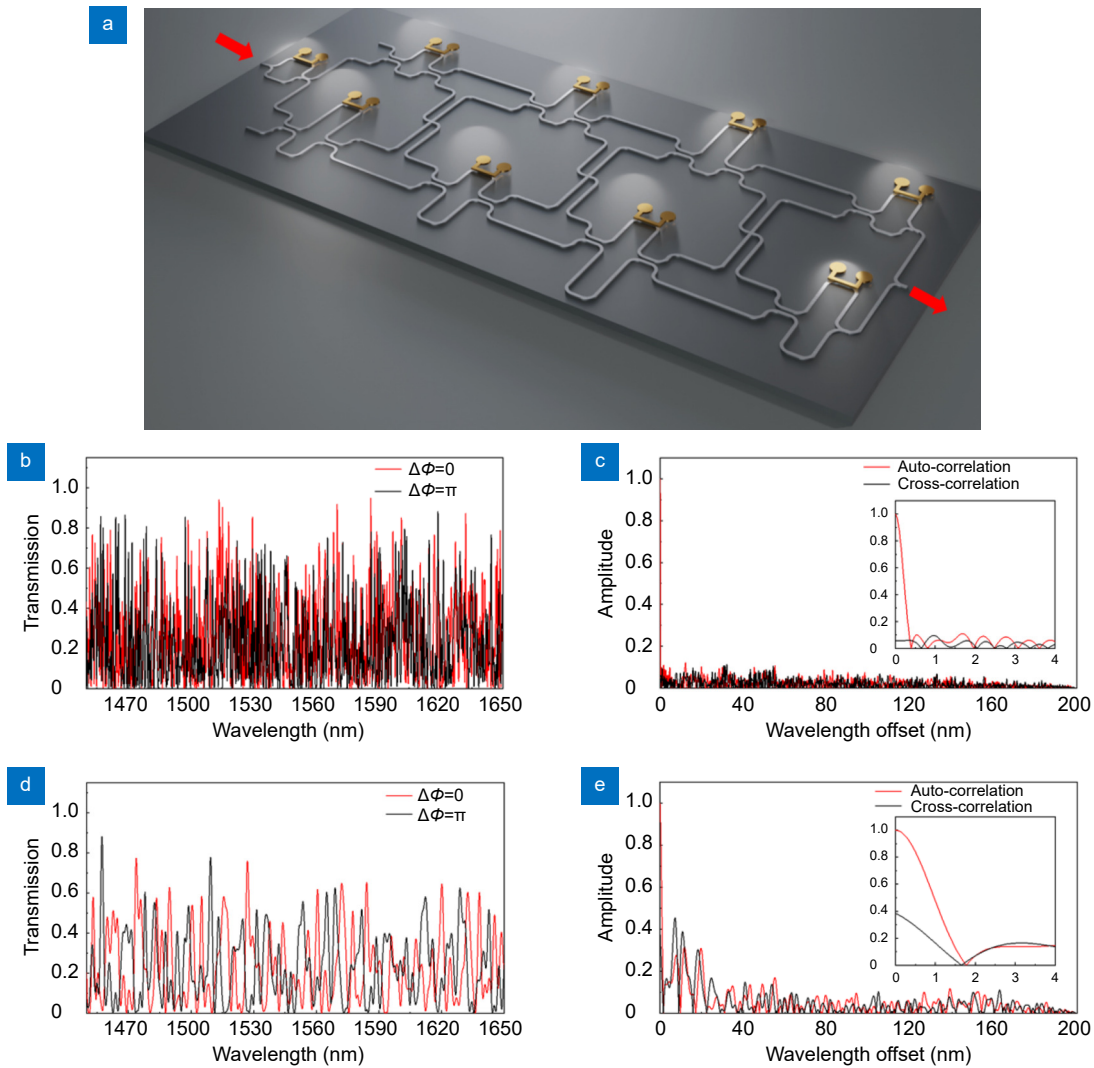 a
b
ΔΦ=0
ΔΦ=π
1.0
0.8
0.6
0.4
0.2
0
Transmission
1470 1500 1530 1560 1590 1620 1650
Wavelength (nm)
c
Auto-correlation
Cross-correlation
1.0
0.8
0.6
0.4
0.2
0
Amplitude
1.0
0.8
0.6
0.4
0.2
0
0 1 2 3 4
0 40 80 120 160 200
Wavelength offset (nm)
d
ΔΦ=0
ΔΦ=π
1.0
0.8
0.6
0.4
0.2
0
Transmission
1470 1500 1530 1560 1590 1620 1650
Wavelength (nm)
e
Auto-correlation
Cross-correlation
1.0
0.8
0.6
0.4
0.2
0
Amplitude
1.0
0.8
0.6
0.4
0.2
0
0 1 2 3 4
0 40 80 120 160 200
Wavelength offset (nm)